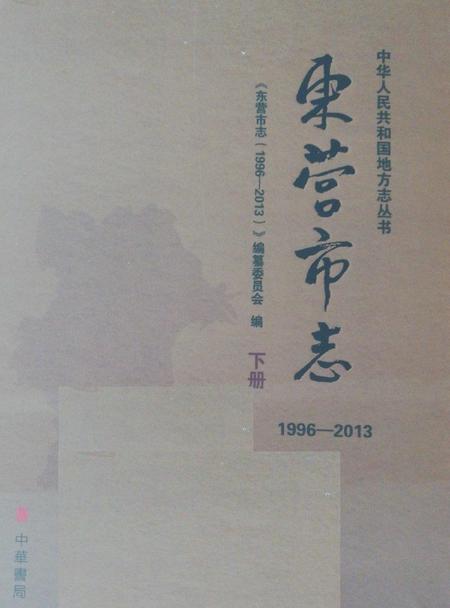 中华人民共和国地方志丛书
東营市志
1996—2013
《东营市志（1996—2013）》编纂委员会 编
下册
中華書局